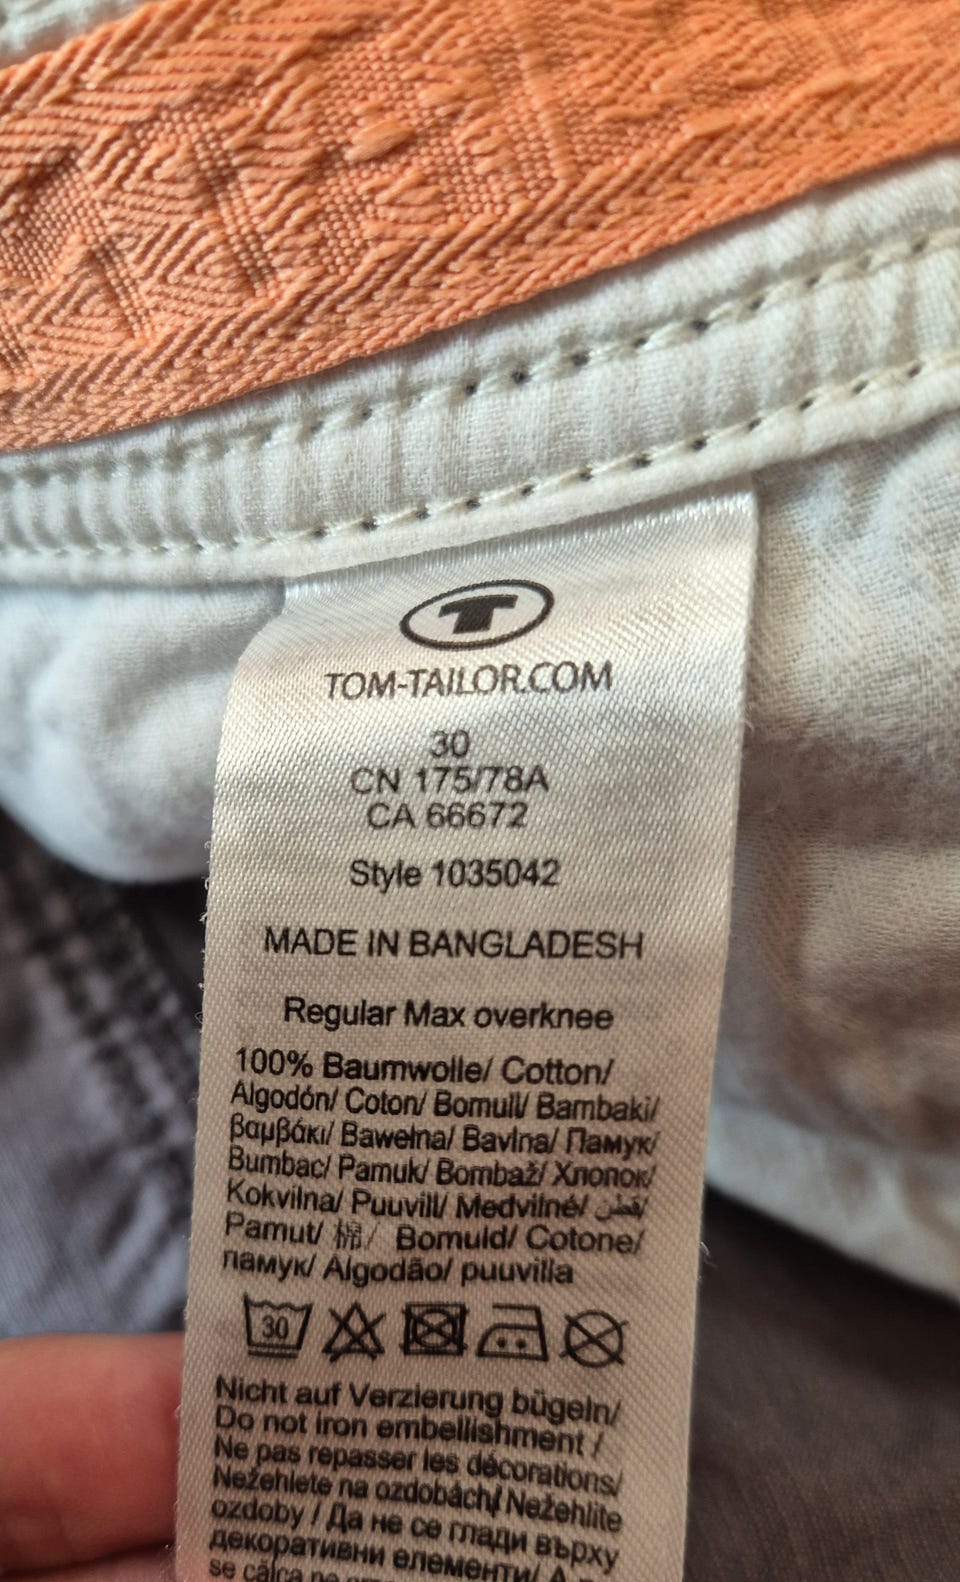 T
TOM-TAILOR.COM
30
CN 175/78A
CA 66672
Style 1035042
MADE IN BANGLADESH
Regular Max overknee
100% Baumwolle/ Cotton/
Algodón/ Coton/ Bomull/ Bambaki/
βαμβάκι/ Bawełna/ Bavlna/ Памук/
Bumbac/ Pamuk/ Bombaž/ Хлопок/
Kokvilna/ Puuvill/ Medvilnė/ قطن/
Pamut/ 棉/ Bomuld/ Cotone/
памук/ Algodão/ puuvilla
30
Nicht auf Verzierung bügeln/
Do not iron embellishment /
Ne pas repasser les décorations/
Nežehlete na ozdobách/ Nežehlite
ozdoby / Да не се глади върху
декоративни елементи/
se călca pe